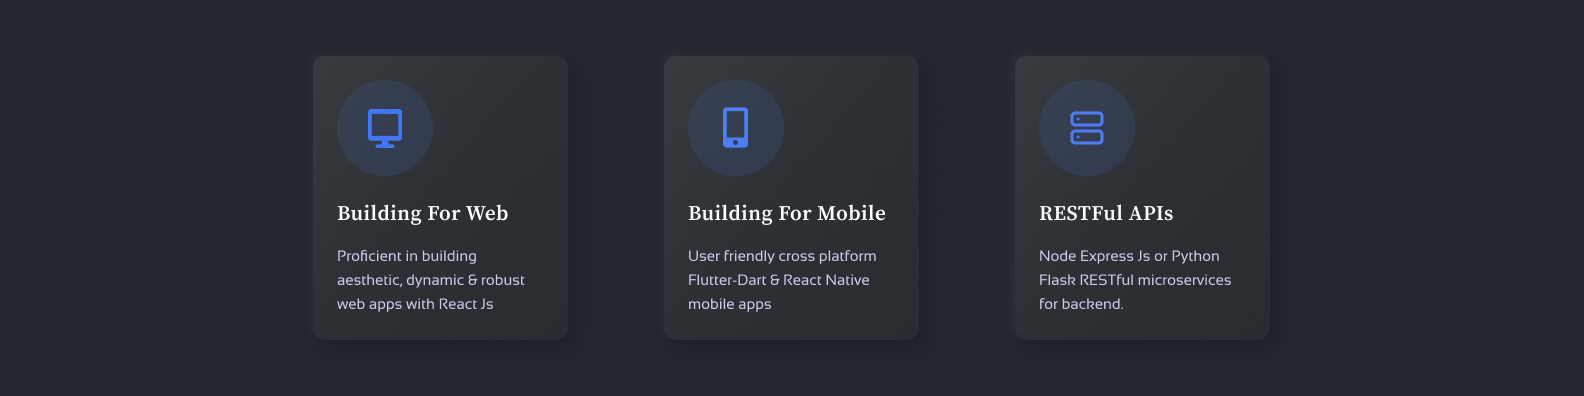 Building For Web
Proficient in building
aesthetic, dynamic & robust
web apps with React Js
Building For Mobile
User friendly cross platform
Flutter-Dart & React Native
mobile apps
RESTFul APIs
Node Express Js or Python
Flask RESTful microservices
for backend.